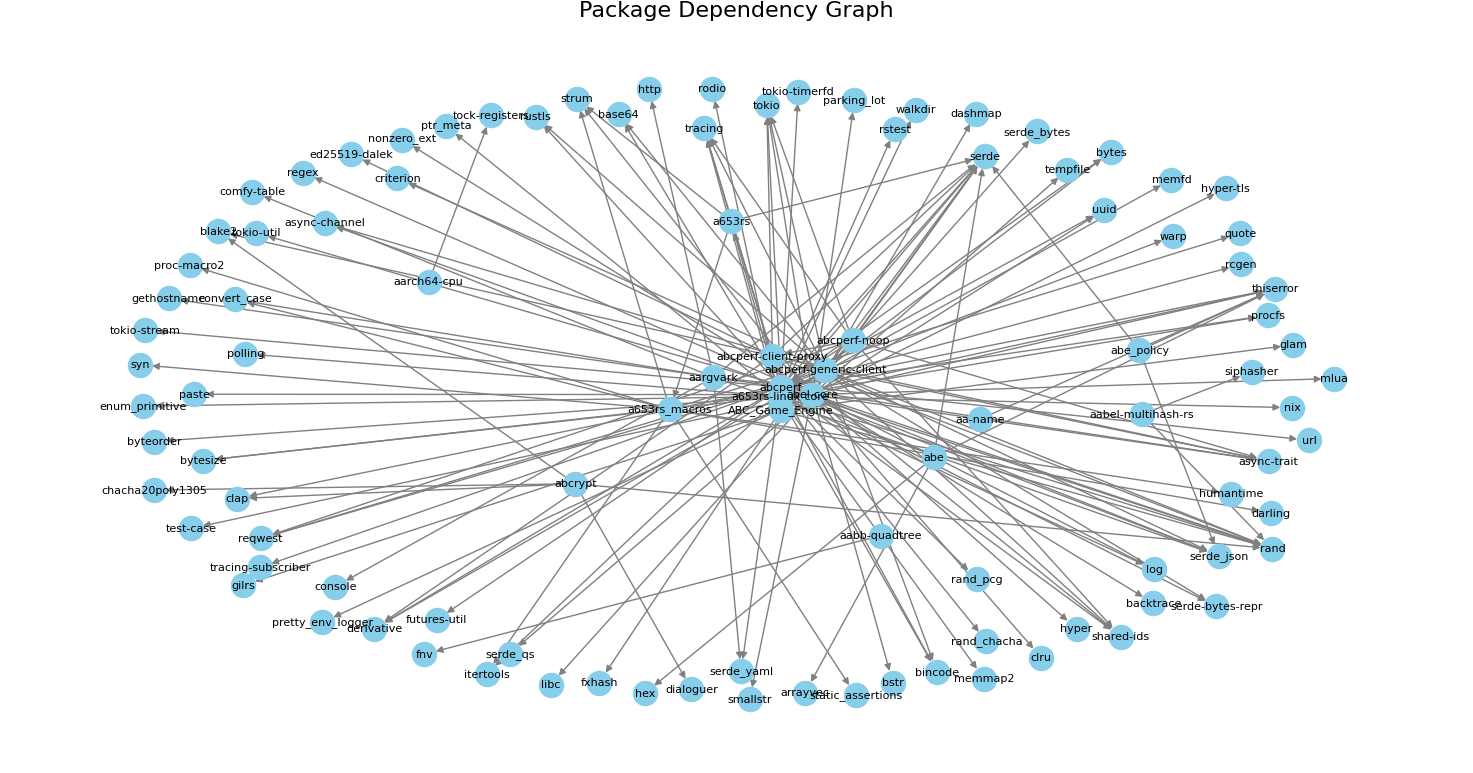 Package Dependency Graph
http
rodio
tokio-timerfd
strum
parking_lot
tokio
walkdir
base64
dashmap
tock-registers
rustls
ptr_meta
tracing
rstest
serde_bytes
nonzero_ext
ed25519-dalek
serde
bytes
regex
criterion
tempfile
memfd
hyper-tls
comfy-table
uuid
async-channel
a653rs
blake2
tokio-util
warp
quote
proc-macro2
rcgen
aarch64-cpu
thiserror
gethostname
convert_case
procfs
tokio-stream
abcperf-noop
glam
polling
abcperf-client-proxy
abe_policy
syn
abcperf-generic-client
siphasher
aargvark
mlua
abcperf
paste
enum_primitive
a653rs_macros
ABC_Game_Engine
aa-name
aabel-multihash-rs
nix
byteorder
url
bytesize
abe
async-trait
chacha20poly1305
clap
abcrypt
humantime
darling
test-case
reqwest
aabb-quadtree
rand
serde_json
tracing-subscriber
gilrs
console
rand_pcg
log
pretty_env_logger
derivative
futures-util
backtrace
serde-bytes-repr
hyper
shared-ids
fnv
serde_qs
rand_chacha
clru
itertools
libc
fxhash
hex
dialoguer
serde_yaml
smallstr
arrayvec
static_assertions
bstr
bincode
memmap2